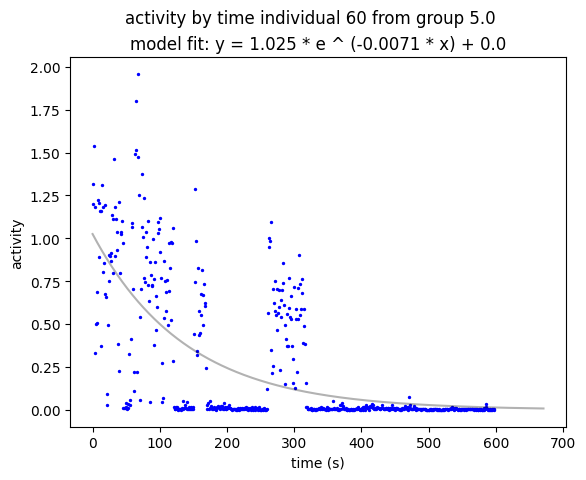 activity by time individual 60 from group 5.0
model fit: y = 1.025 * e ^ (-0.0071 * x) + 0.0
2.00
1.75
1.50
1.25
1.00
0.75
0.50
0.25
0.00
activity
0 100 200 300 400 500 600 700
time (s)